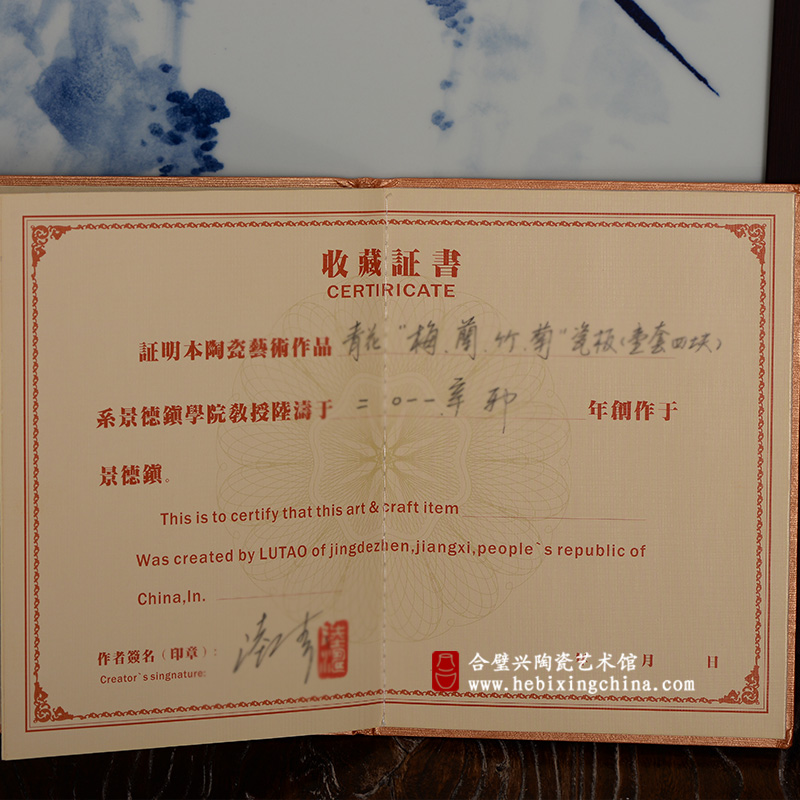 收藏証書
CERTIRICATE
証明本陶瓷藝術作品 青花"梅.蘭.竹.菊"瓷板(壹套四块)
系景德鎮學院教授陸濤于 二〇一一.辛卯 年創作于
景德鎮。
This is to certify that this art & craft item
Was created by LUTAO of jingdezhen,jiangxi,people`s republic of
China,In.
作者簽名(印章):
Creator`s singnature:
年 月 日
合璧兴陶瓷艺术馆
www.hebixingchina.com